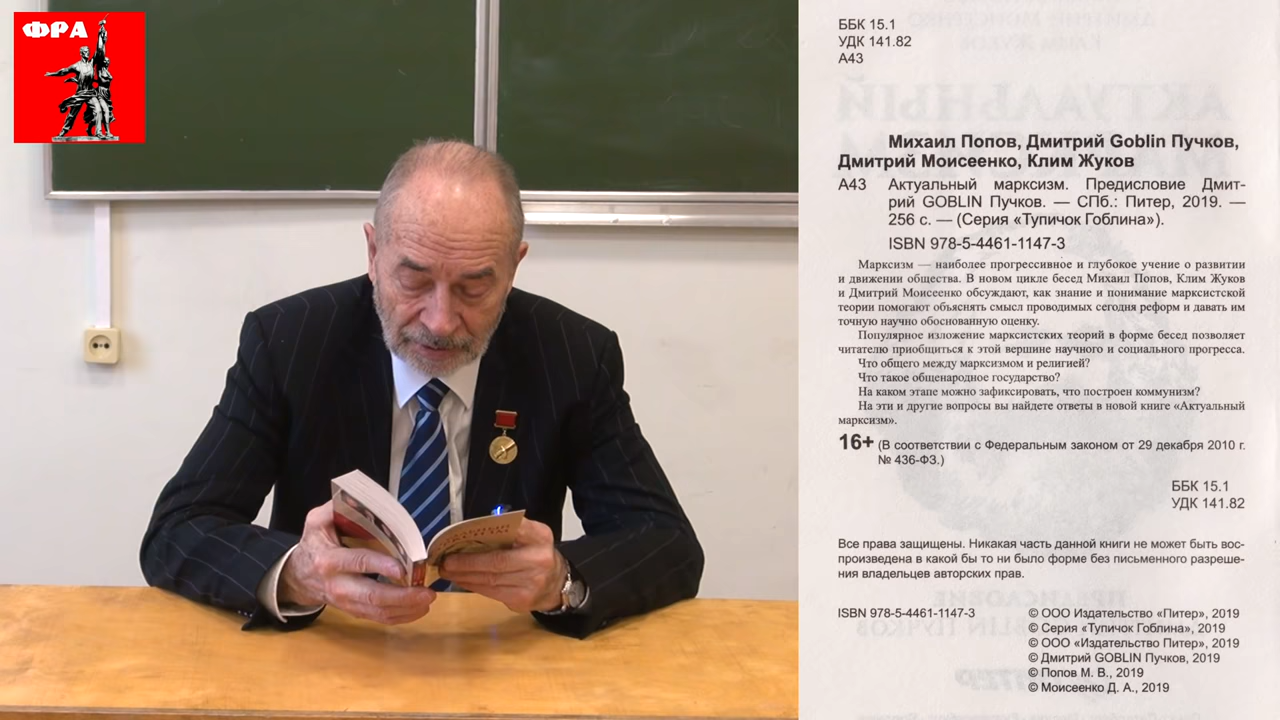 ФРА
ББК 15.1
УДК 141.82
А43
Михаил Попов, Дмитрий Goblin Пучков,
Дмитрий Моисеенко, Клим Жуков
А43 Актуальный марксизм. Предисловие Дмит-
рий GOBLIN Пучков. — СПб.: Питер, 2019. —
256 с. — (Серия «Тупичок Гоблина»).
ISBN 978-5-4461-1147-3
Марксизм — наиболее прогрессивное и глубокое учение о развитии
и движении общества. В новом цикле бесед Михаил Попов, Клим Жуков
и Дмитрий Моисеенко обсуждают, как знание и понимание марксистской
теории помогают объяснять смысл проводимых сегодня реформ и давать им
точную научно обоснованную оценку.
Популярное изложение марксистских теорий в форме бесед позволяет
читателю приобщиться к этой вершине научного и социального прогресса.
Что общего между марксизмом и религией?
Что такое общенародное государство?
На каком этапе можно зафиксировать, что построен коммунизм?
На эти и другие вопросы вы найдете ответы в новой книге «Актуальный
марксизм».
16+ (В соответствии с Федеральным законом от 29 декабря 2010 г.
№ 436-ФЗ.)
ББК 15.1
УДК 141.82
Все права защищены. Никакая часть данной книги не может быть вос-
произведена в какой бы то ни было форме без письменного разреше-
ния владельцев авторских прав.
ISBN 978-5-4461-1147-3 © ООО Издательство «Питер», 2019
© Серия «Тупичок Гоблина», 2019
© ООО «Издательство Питер», 2019
© Дмитрий GOBLIN Пучков, 2019
© Попов М. В., 2019
© Моисеенко Д. А., 2019